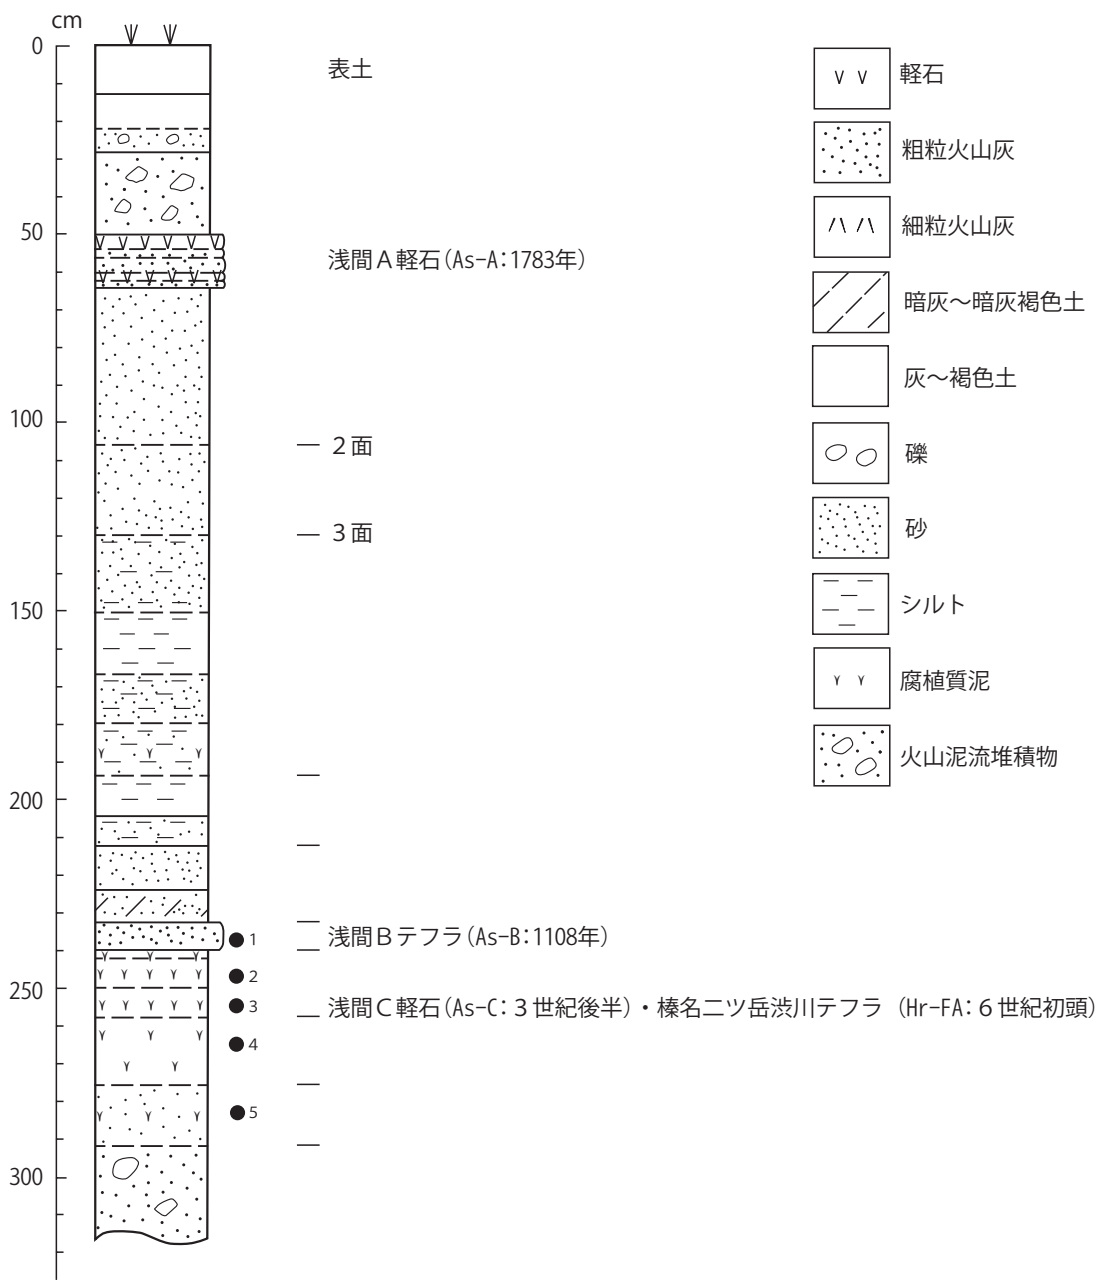 cm
0
表土
50
浅間A軽石(As-A:1783年)
100
2面
3面
150
200
浅間Bテフラ(As-B:1108年)
1
2
250
3
浅間C軽石(As-C:3世紀後半)・榛名二ツ岳渋川テフラ (Hr-FA:6世紀初頭)
4
5
300
軽石
粗粒火山灰
細粒火山灰
暗灰〜暗灰褐色土
灰〜褐色土
礫
砂
シルト
腐植質泥
火山泥流堆積物